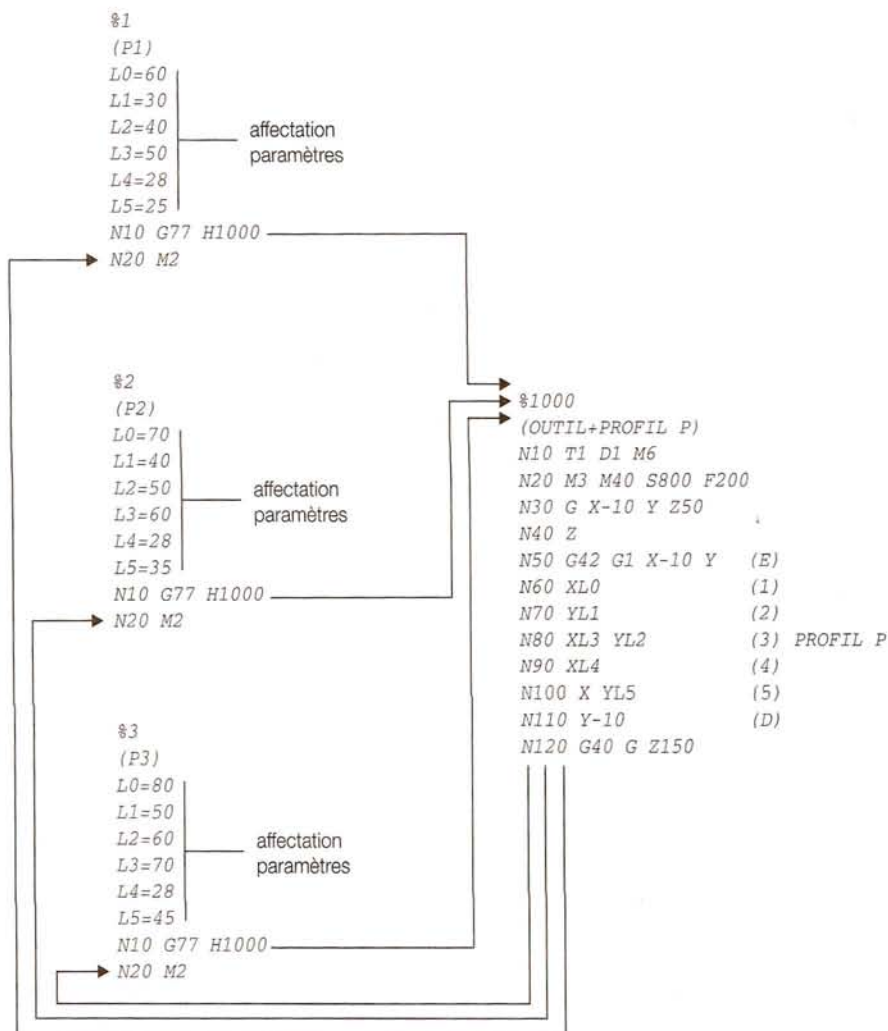 %1
(P1)
L0=60
L1=30
L2=40
L3=50
L4=28
L5=25
affectation
paramètres
N10 G77 H1000
N20 M2
%2
(P2)
L0=70
L1=40
L2=50
L3=60
L4=28
L5=35
affectation
paramètres
N10 G77 H1000
N20 M2
%3
(P3)
L0=80
L1=50
L2=60
L3=70
L4=28
L5=45
affectation
paramètres
N10 G77 H1000
N20 M2
%1000
(OUTIL+PROFIL P)
N10 T1 D1 M6
N20 M3 M40 S800 F200
N30 G X-10 Y Z50
N40 Z
N50 G42 G1 X-10 Y (E)
N60 XL0 (1)
N70 YL1 (2)
N80 XL3 YL2 (3) PROFIL P
N90 XL4 (4)
N100 X YL5 (5)
N110 Y-10 (D)
N120 G40 G Z150